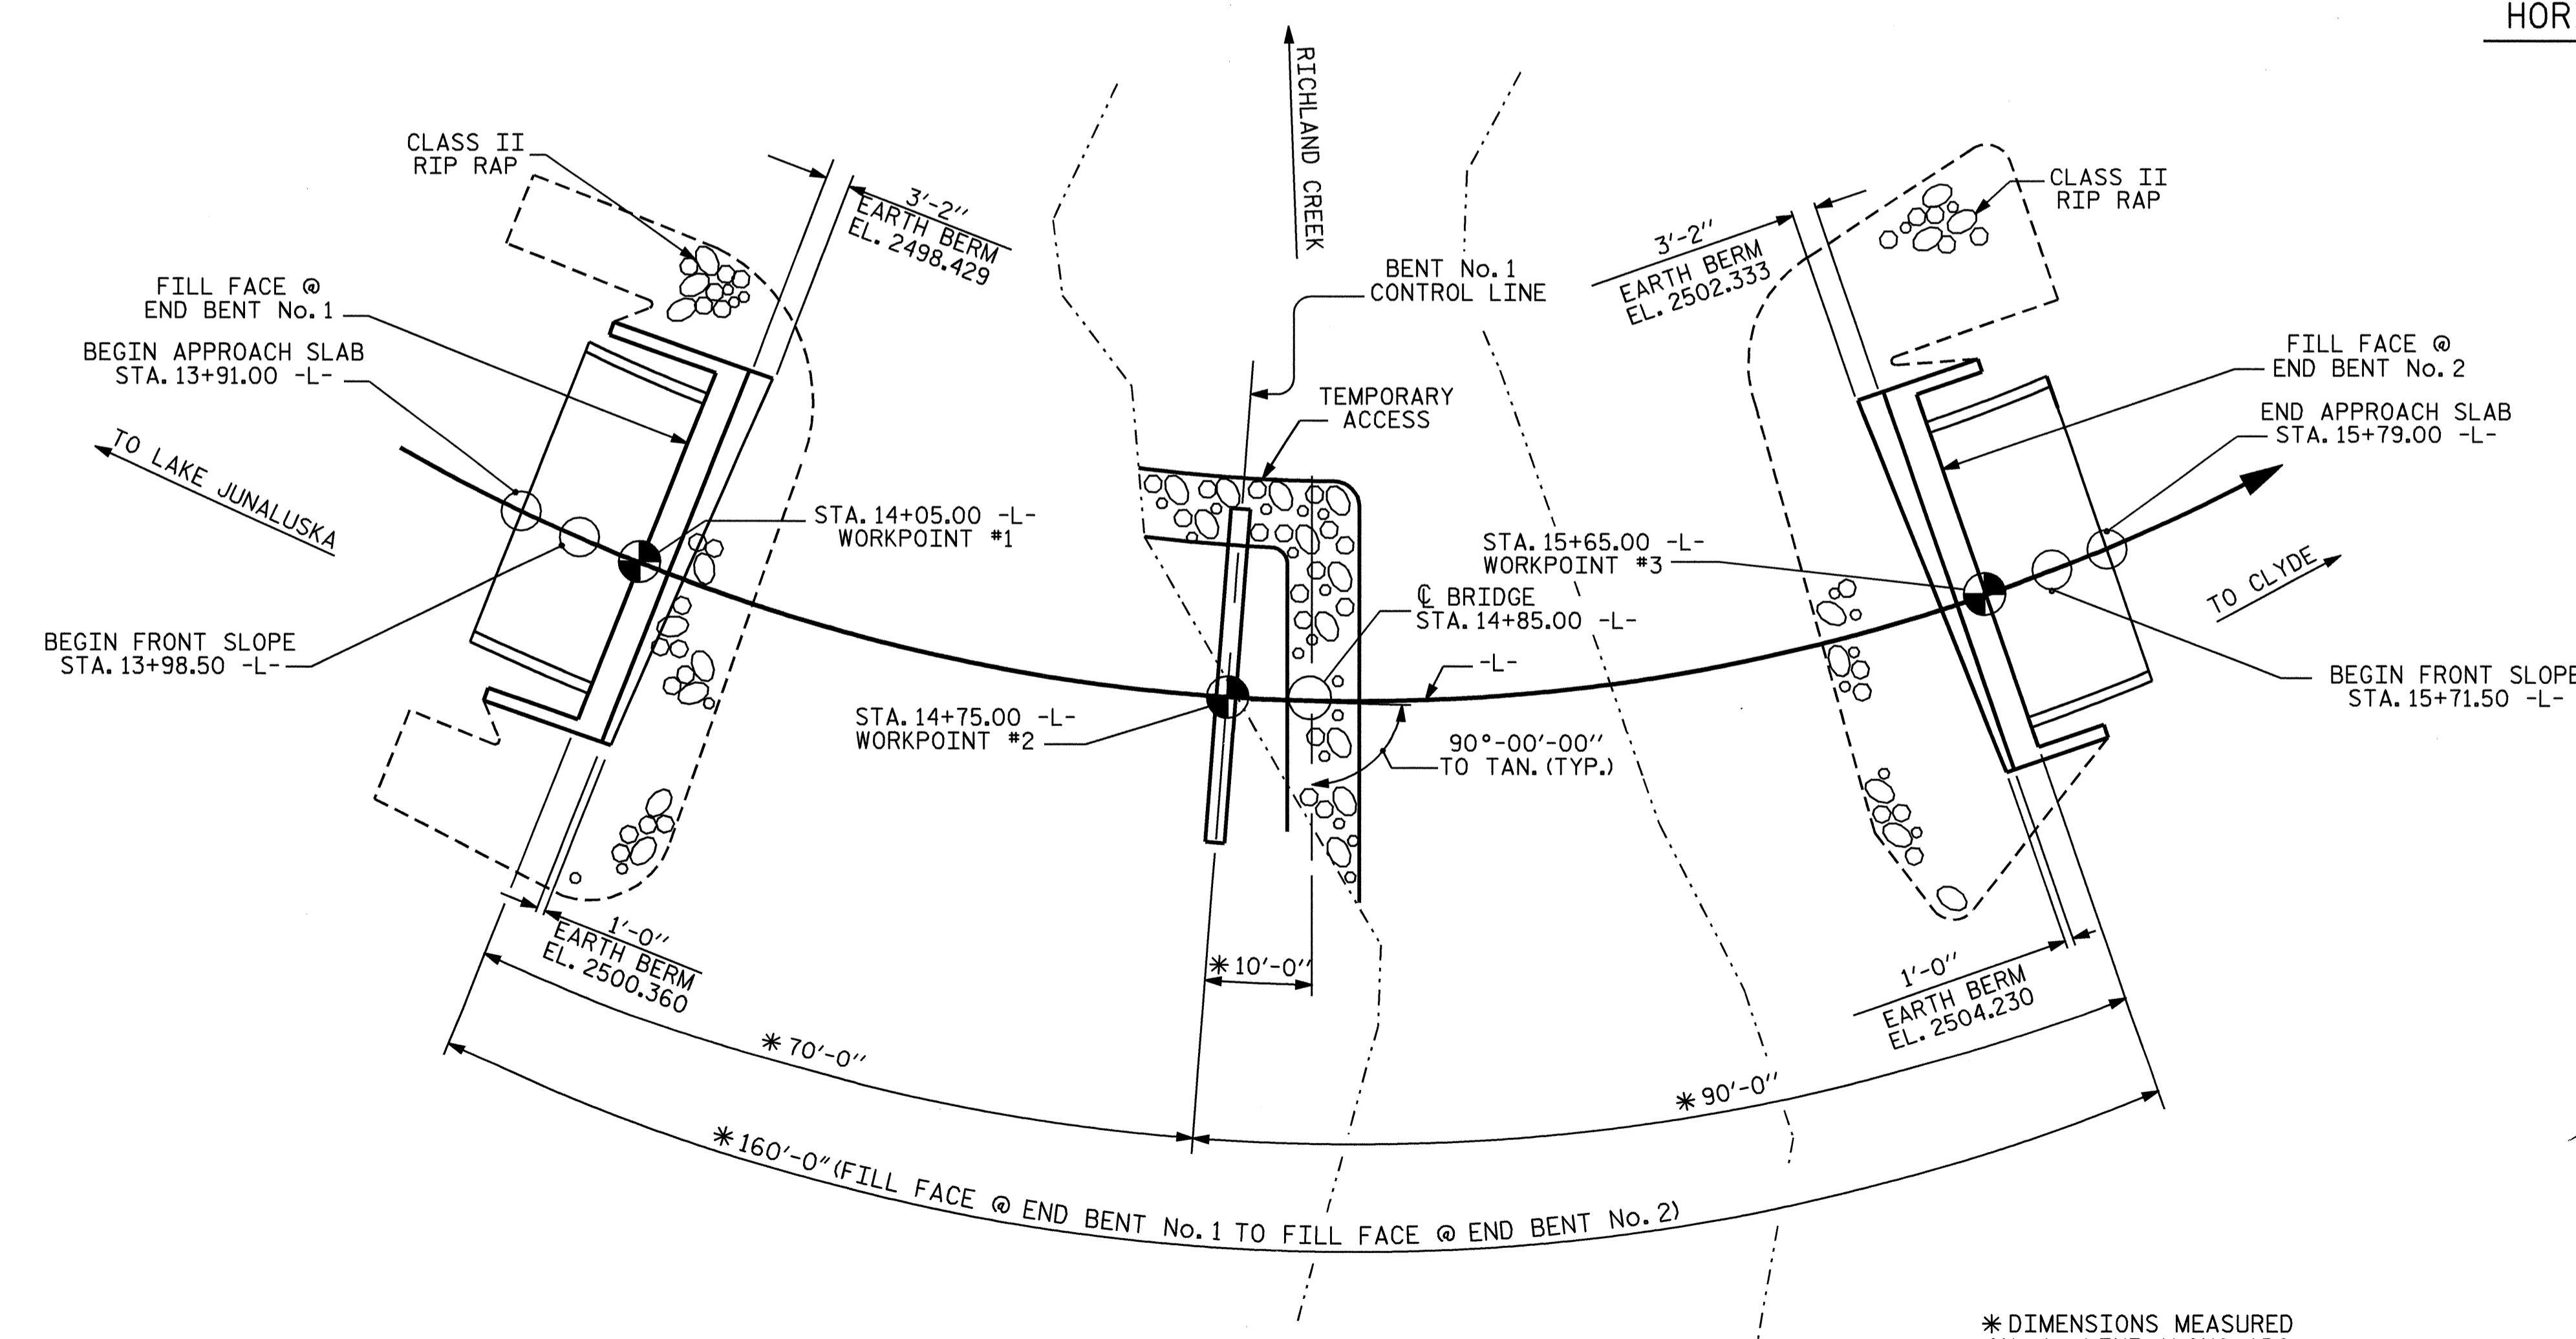 HOR
RICHLAND CREEK
CLASS II
RIP RAP
3'-2"
EARTH BERM
EL. 2498.429
CLASS II
RIP RAP
3'-2"
EARTH BERM
EL. 2502.333
BENT No. 1
CONTROL LINE
FILL FACE @
END BENT No. 1
BEGIN APPROACH SLAB
STA. 13+91.00 -L-
TEMPORARY
ACCESS
FILL FACE @
END BENT No. 2
END APPROACH SLAB
STA. 15+79.00 -L-
TO LAKE JUNALUSKA
STA. 14+05.00 -L-
WORKPOINT #1
STA. 15+65.00 -L-
WORKPOINT #3
℄ BRIDGE
STA. 14+85.00 -L-
TO CLYDE
BEGIN FRONT SLOPE
STA. 13+98.50 -L-
-L-
BEGIN FRONT SLOPE
STA. 15+71.50 -L-
STA. 14+75.00 -L-
WORKPOINT #2
90°-00'-00"
TO TAN. (TYP.)
1'-0"
EARTH BERM
EL. 2500.360
* 10'-0"
1'-0"
EARTH BERM
EL. 2504.230
* 70'-0"
* 90'-0"
* 160'-0" (FILL FACE @ END BENT No. 1 TO FILL FACE @ END BENT No. 2)
* DIMENSIONS MEASURED